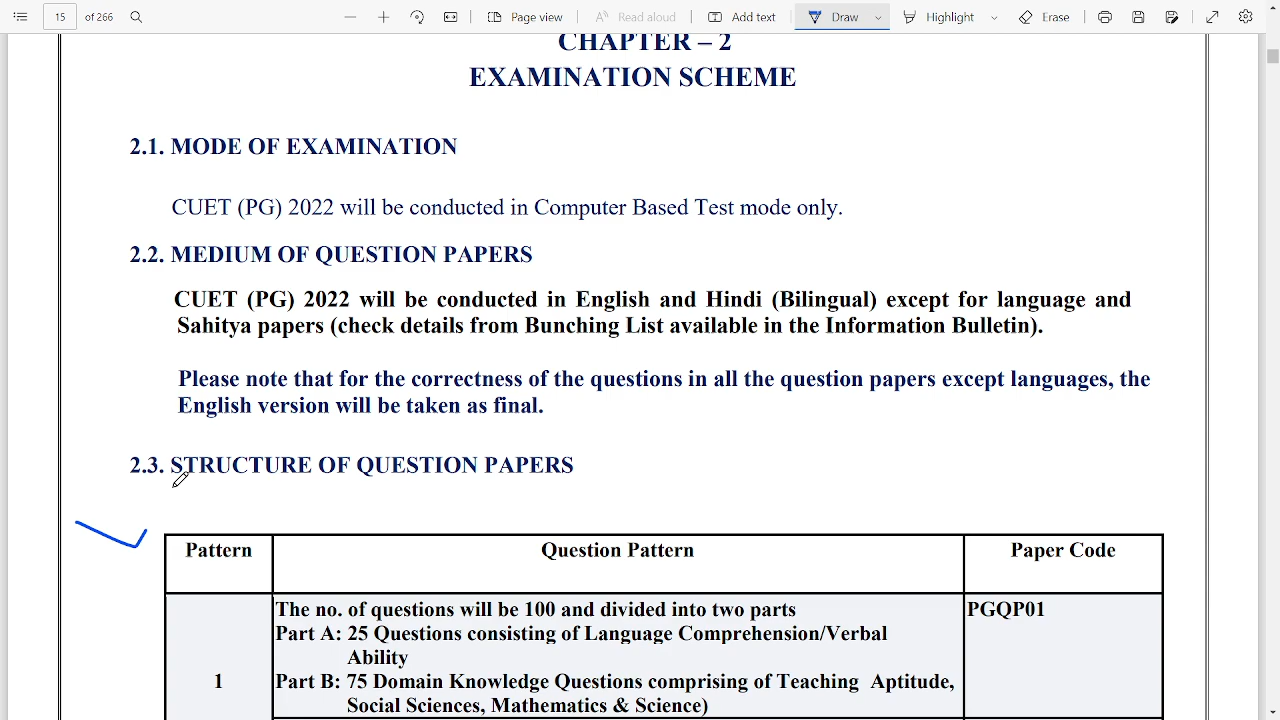 15 of 266 Page view Read aloud Add text Draw Highlight Erase
CHAPTER – 2
EXAMINATION SCHEME
2.1. MODE OF EXAMINATION
CUET (PG) 2022 will be conducted in Computer Based Test mode only.
2.2. MEDIUM OF QUESTION PAPERS
CUET (PG) 2022 will be conducted in English and Hindi (Bilingual) except for language and
Sahitya papers (check details from Bunching List available in the Information Bulletin).
Please note that for the correctness of the questions in all the question papers except languages, the
English version will be taken as final.
2.3. STRUCTURE OF QUESTION PAPERS
Pattern Question Pattern Paper Code
The no. of questions will be 100 and divided into two parts PGQP01
Part A: 25 Questions consisting of Language Comprehension/Verbal
Ability
1 Part B: 75 Domain Knowledge Questions comprising of Teaching Aptitude,
Social Sciences, Mathematics & Science)